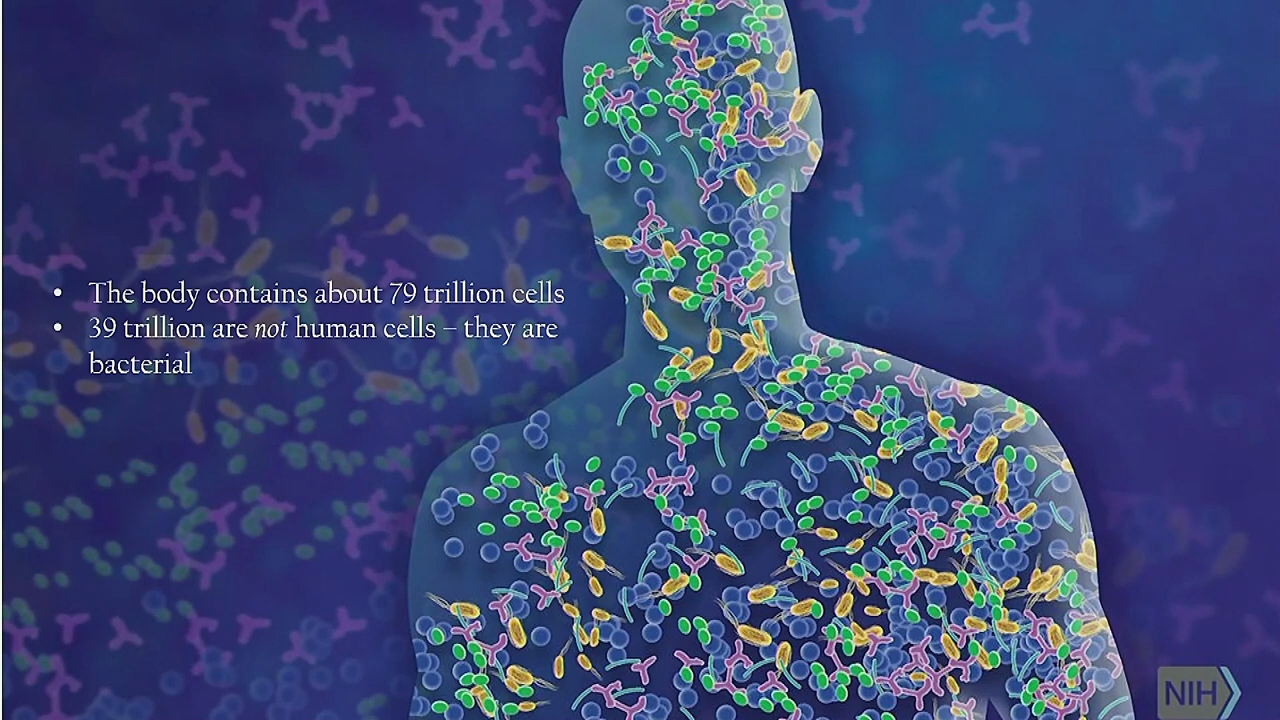 • The body contains about 79 trillion cells
• 39 trillion are not human cells – they are
bacterial
NIH